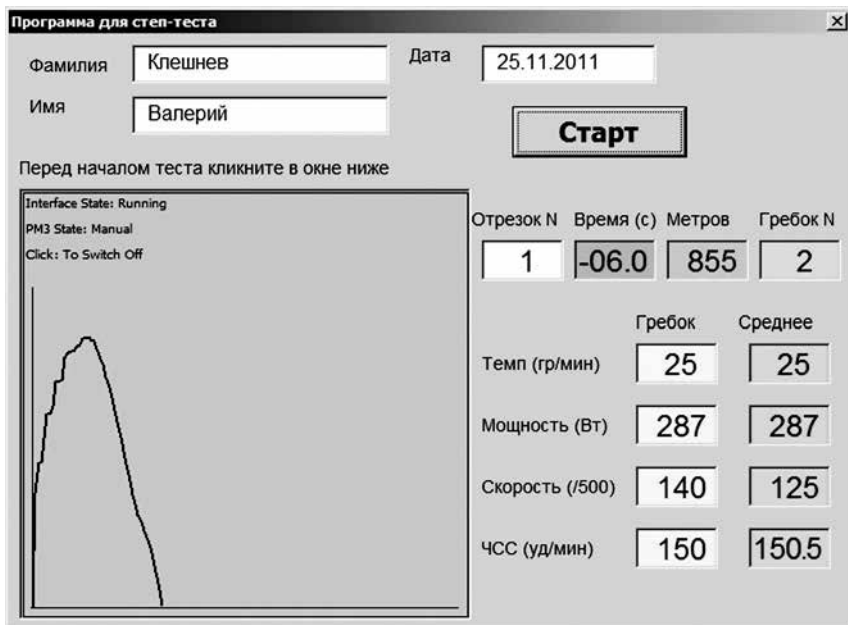 Программа для степ-теста
Фамилия Клешнев Дата 25.11.2011
Имя Валерий
Старт
Перед началом теста кликните в окне ниже
Interface State: Running
PM3 State: Manual
Click: To Switch Off
Отрезок N Время (с) Метров Гребок N
1 -06.0 855 2
Гребок Среднее
Темп (гр/мин) 25 25
Мощность (Вт) 287 287
Скорость (/500) 140 125
ЧСС (уд/мин) 150 150.5